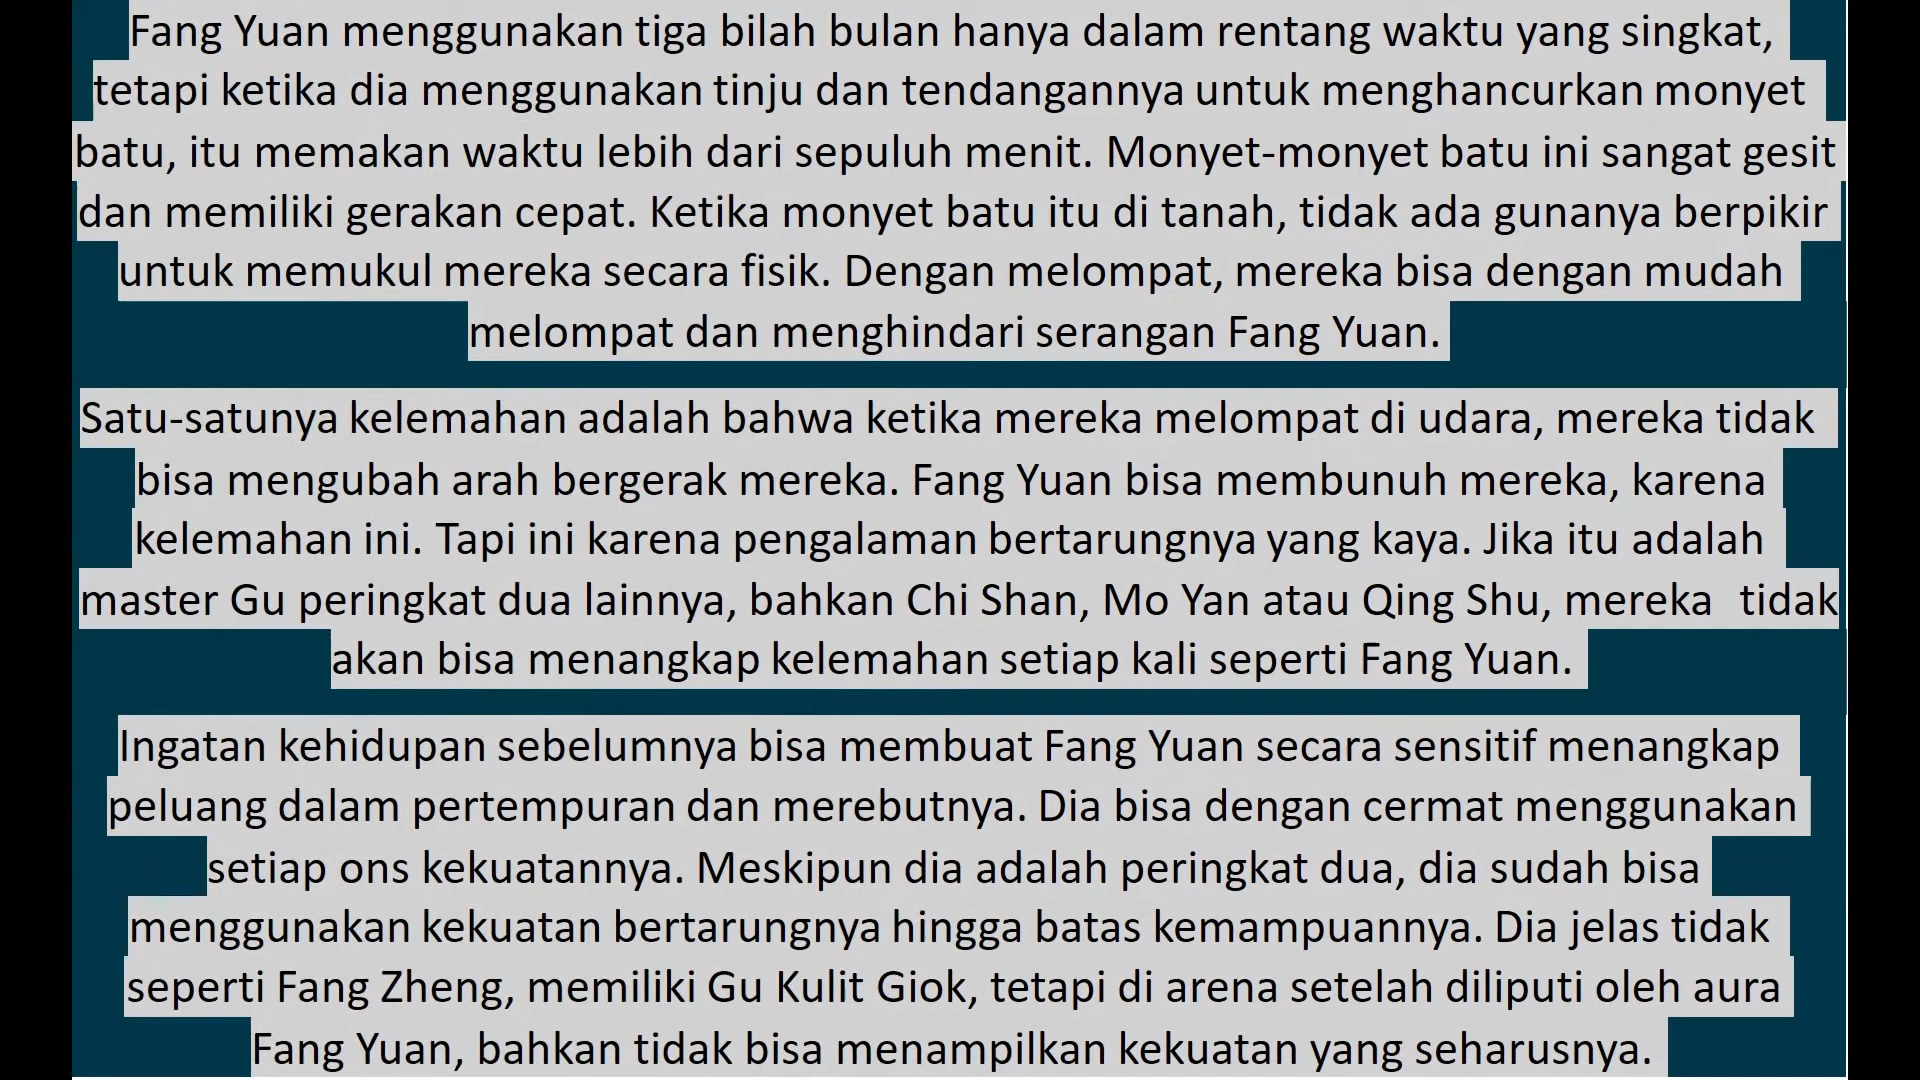 Fang Yuan menggunakan tiga bilah bulan hanya dalam rentang waktu yang singkat,
tetapi ketika dia menggunakan tinju dan tendangannya untuk menghancurkan monyet
batu, itu memakan waktu lebih dari sepuluh menit. Monyet-monyet batu ini sangat gesit
dan memiliki gerakan cepat. Ketika monyet batu itu di tanah, tidak ada gunanya berpikir
untuk memukul mereka secara fisik. Dengan melompat, mereka bisa dengan mudah
melompat dan menghindari serangan Fang Yuan.
Satu-satunya kelemahan adalah bahwa ketika mereka melompat di udara, mereka tidak
bisa mengubah arah bergerak mereka. Fang Yuan bisa membunuh mereka, karena
kelemahan ini. Tapi ini karena pengalaman bertarungnya yang kaya. Jika itu adalah
master Gu peringkat dua lainnya, bahkan Chi Shan, Mo Yan atau Qing Shu, mereka tidak
akan bisa menangkap kelemahan setiap kali seperti Fang Yuan.
Ingatan kehidupan sebelumnya bisa membuat Fang Yuan secara sensitif menangkap
peluang dalam pertempuran dan merebutnya. Dia bisa dengan cermat menggunakan
setiap ons kekuatannya. Meskipun dia adalah peringkat dua, dia sudah bisa
menggunakan kekuatan bertarungnya hingga batas kemampuannya. Dia jelas tidak
seperti Fang Zheng, memiliki Gu Kulit Giok, tetapi di arena setelah diliputi oleh aura
Fang Yuan, bahkan tidak bisa menampilkan kekuatan yang seharusnya.